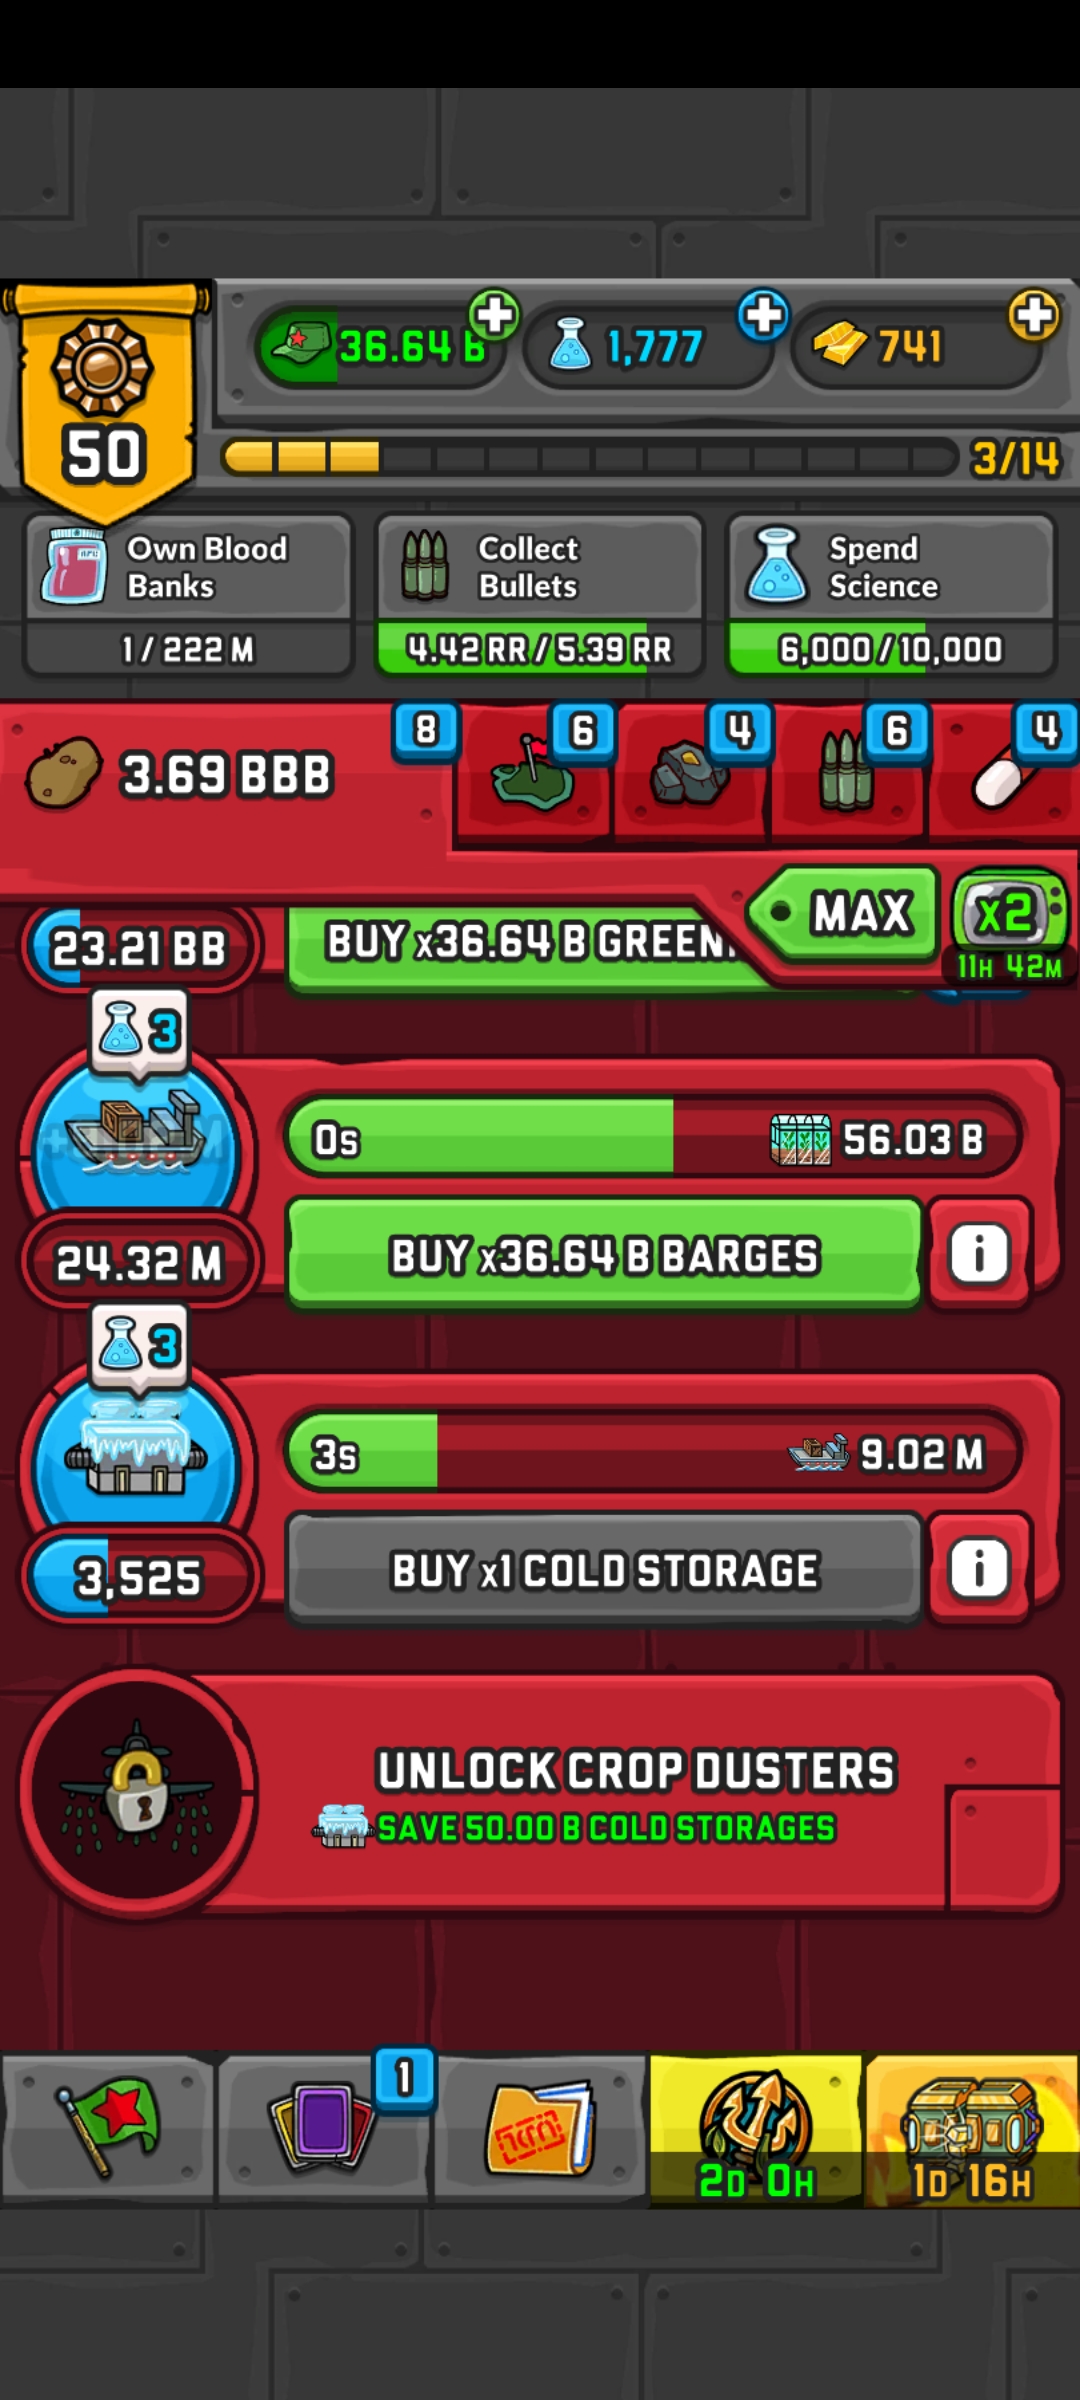 50
36.64 B
1,777
741
3/14
Own Blood
Banks
1 / 222 M
Collect
Bullets
4.42 RR / 5.39 RR
Spend
Science
6,000 / 10,000
3.69 BBB
8
6
4
6
4
MAX
x2
11H 42M
23.21 BB
BUY x36.64 B GREEN
3
0s
56.03 B
24.32 M
BUY x36.64 B BARGES
i
3
3s
9.02 M
3,525
BUY x1 COLD STORAGE
i
UNLOCK CROP DUSTERS
SAVE 50.00 B COLD STORAGES
1
2D 0H
1D 16H